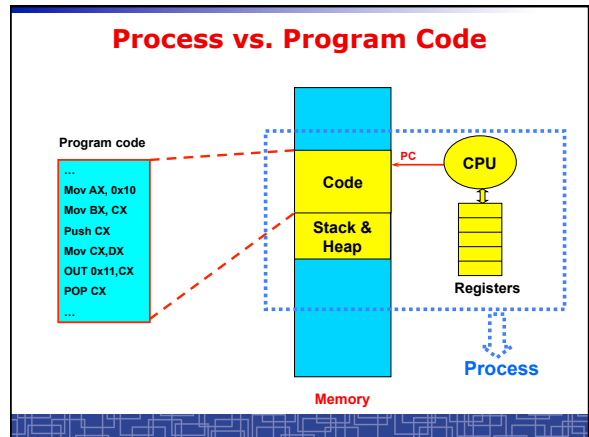 Process vs. Program Code
Program code
...
Mov AX, 0x10
Mov BX, CX
Push CX
Mov CX,DX
OUT 0x11,CX
POP CX
...
Code
Stack &
Heap
Memory
PC
CPU
Registers
Process